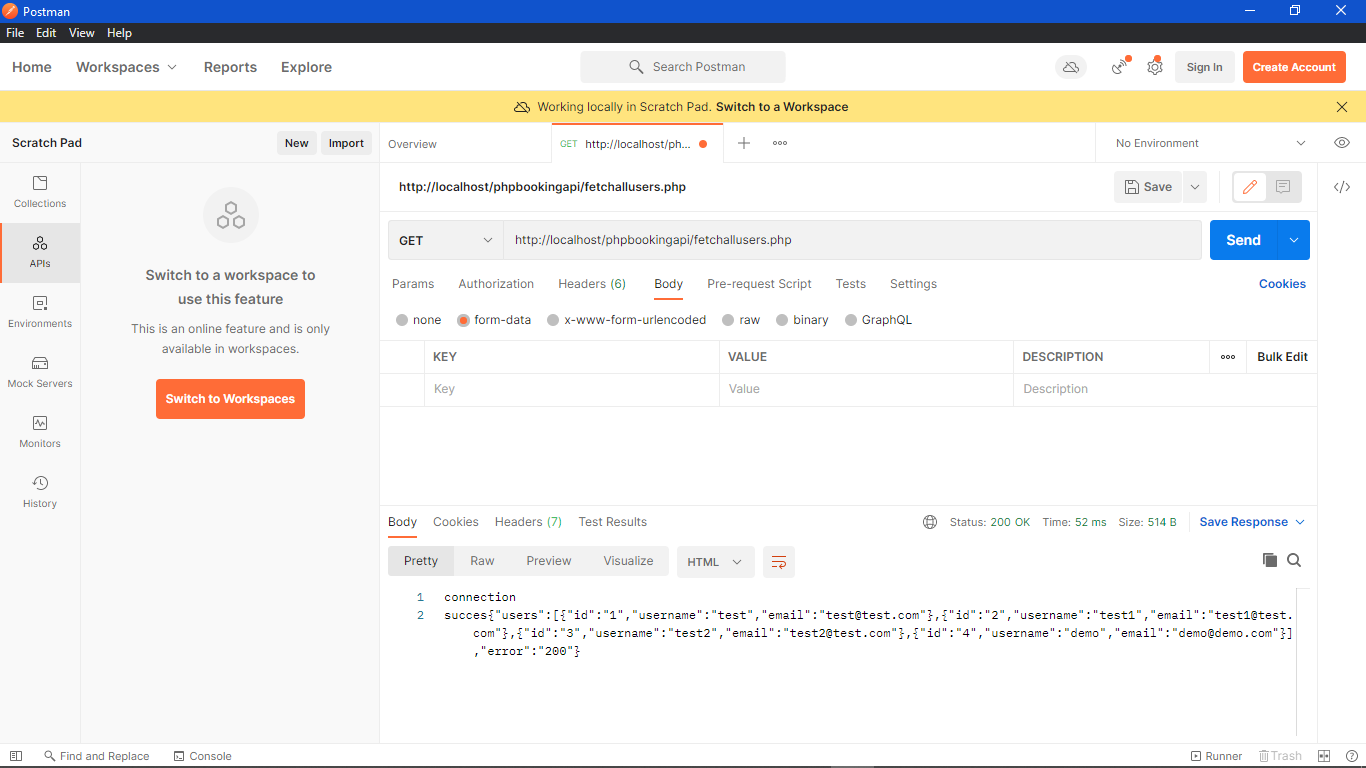 Postman
File Edit View Help
Home Workspaces Reports Explore Search Postman Sign In Create Account
Working locally in Scratch Pad. Switch to a Workspace
Scratch Pad New Import Overview GET http://localhost/ph... No Environment
http://localhost/phpbookingapi/fetchallusers.php Save
Collections
APIs
Environments
Mock Servers
Monitors
History
Switch to a workspace to
use this feature
This is an online feature and is only
available in workspaces.
Switch to Workspaces
GET http://localhost/phpbookingapi/fetchallusers.php Send
Params Authorization Headers (6) Body Pre-request Script Tests Settings Cookies
none form-data x-www-form-urlencoded raw binary GraphQL
KEY VALUE DESCRIPTION Bulk Edit
Key Value Description
Body Cookies Headers (7) Test Results Status: 200 OK Time: 52 ms Size: 514 B Save Response
Pretty Raw Preview Visualize HTML
1 connection
2 succes{"users":[{"id":"1","username":"test","email":"test@test.com"},{"id":"2","username":"test1","email":"test1@test.
com"},{"id":"3","username":"test2","email":"test2@test.com"},{"id":"4","username":"demo","email":"demo@demo.com"}]
,"error":"200"}
Find and Replace Console Runner Trash